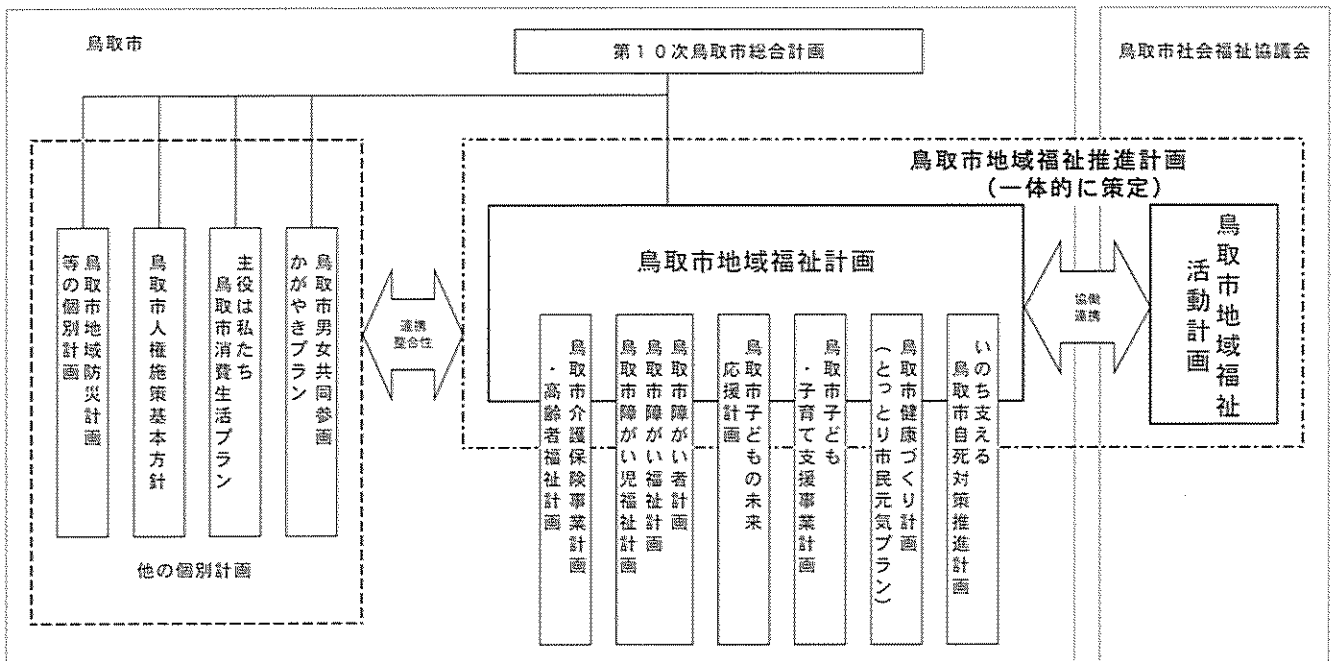 鳥取市
第10次鳥取市総合計画
鳥取市社会福祉協議会
鳥取市地域福祉推進計画
(一体的に策定)
鳥取市地域防災計画
等の個別計画
鳥取市人権施策基本方針
主役は私たち
鳥取市消費生活プラン
鳥取市男女共同参画
かがやきプラン
他の個別計画
連携
整合性
鳥取市地域福祉計画
鳥取市介護保険事業計画
・高齢者福祉計画
鳥取市障がい者計画
鳥取市障がい福祉計画
鳥取市障がい児福祉計画
鳥取市子どもの未来
応援計画
鳥取市子ども
・子育て支援事業計画
鳥取市健康づくり計画
(とっとり市民元気プラン)
いのち支える
鳥取市自死対策推進計画
協働
連携
鳥取市地域福祉
活動計画